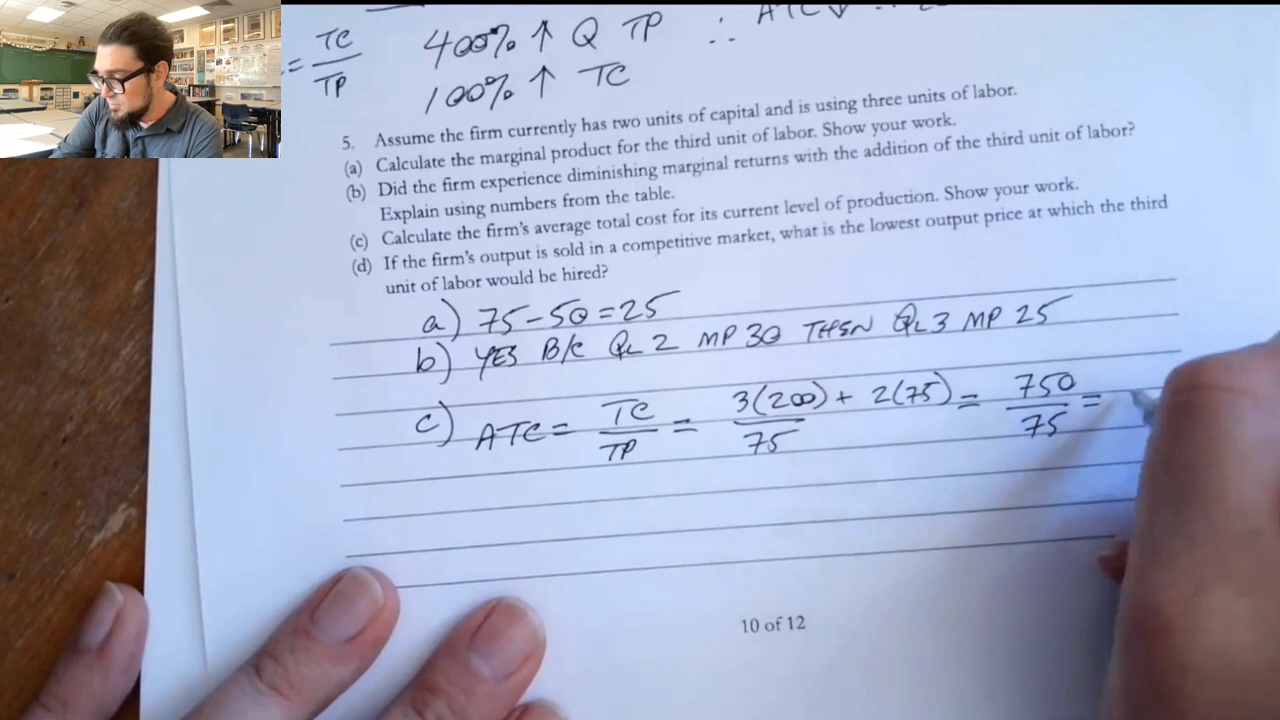 = TC/TP 400% ↑ Q TP ∴ ATC↓
100% ↑ TC
5. Assume the firm currently has two units of capital and is using three units of labor.
(a) Calculate the marginal product for the third unit of labor. Show your work.
(b) Did the firm experience diminishing marginal returns with the addition of the third unit of labor?
Explain using numbers from the table.
(c) Calculate the firm's average total cost for its current level of production. Show your work.
(d) If the firm's output is sold in a competitive market, what is the lowest output price at which the third
unit of labor would be hired?
a) 75-50=25
b) YES B/C QL 2 MP 30 THEN QL 3 MP 25
c) ATC = TC/TP = 3(200) + 2(75)/75 = 750/75 =
10 of 12